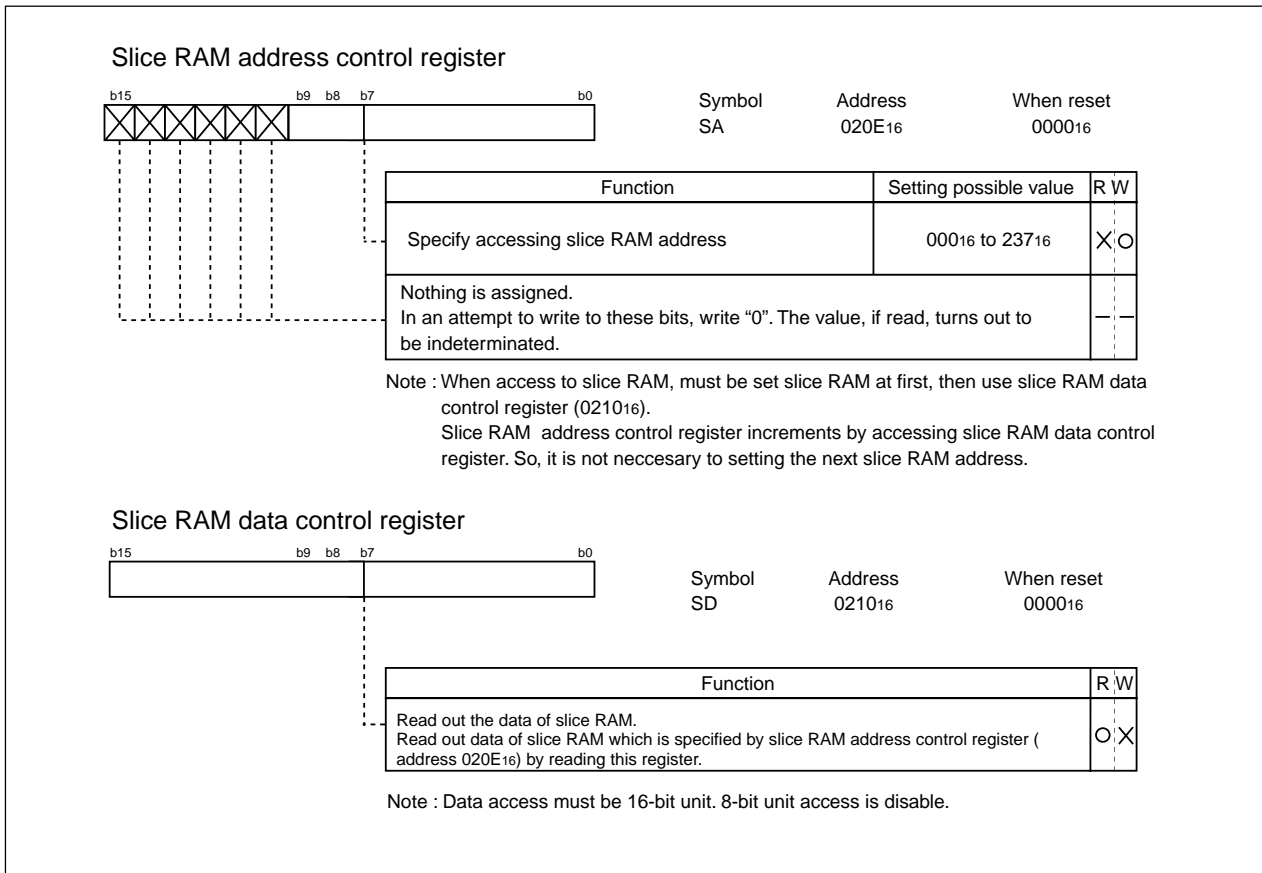 Slice RAM address control register
b15 b9 b8 b7 b0
Symbol Address When reset
SA 020E16 000016
Function Setting possible value R W
Specify accessing slice RAM address 00016 to 23716 X O
Nothing is assigned.
In an attempt to write to these bits, write “0”. The value, if read, turns out to
be indeterminated.
– –
Note : When access to slice RAM, must be set slice RAM at first, then use slice RAM data
control register (021016).
Slice RAM address control register increments by accessing slice RAM data control
register. So, it is not neccesary to setting the next slice RAM address.
Slice RAM data control register
b15 b9 b8 b7 b0
Symbol Address When reset
SD 021016 000016
Function R W
Read out the data of slice RAM.
Read out data of slice RAM which is specified by slice RAM address control register (
address 020E16) by reading this register.
O X
Note : Data access must be 16-bit unit. 8-bit unit access is disable.